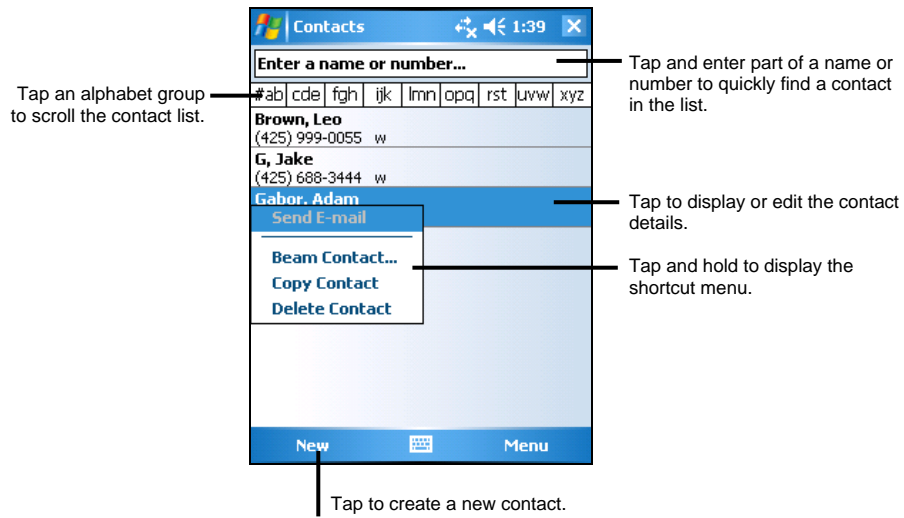 Contacts 1:39
Enter a name or number...
Tap and enter part of a name or
number to quickly find a contact
in the list.
Tap an alphabet group
to scroll the contact list.
#ab cde fgh ijk lmn opq rst uvw xyz
Brown, Leo
(425) 999-0055 w
G, Jake
(425) 688-3444 w
Gabor, Adam
Tap to display or edit the contact
details.
Send E-mail
Beam Contact...
Copy Contact
Delete Contact
Tap and hold to display the
shortcut menu.
New Menu
Tap to create a new contact.